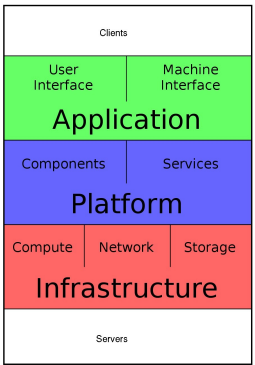 Clients
User Machine
Interface Interface
Application
Components Services
Platform
Compute Network Storage
Infrastructure
Servers